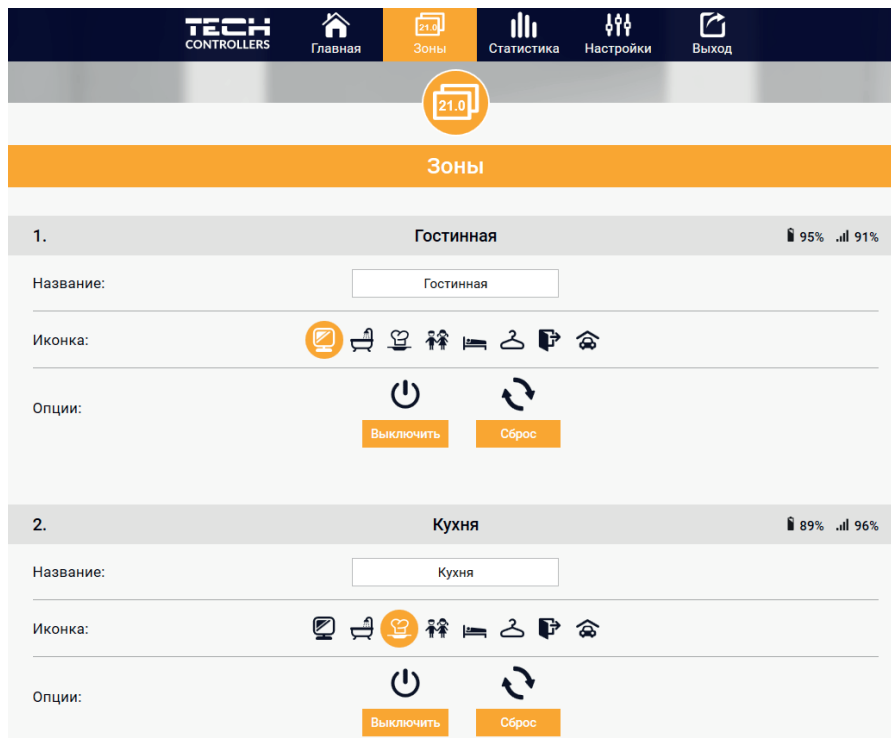 TECH
CONTROLLERS
Главная
21.0
Зоны
Статистика
Настройки
Выход
21.0
Зоны
1. Гостинная 95% 91%
Название: Гостинная
Иконка:
Опции:
Выключить Сброс
2. Кухня 89% 96%
Название: Кухня
Иконка:
Опции:
Выключить Сброс